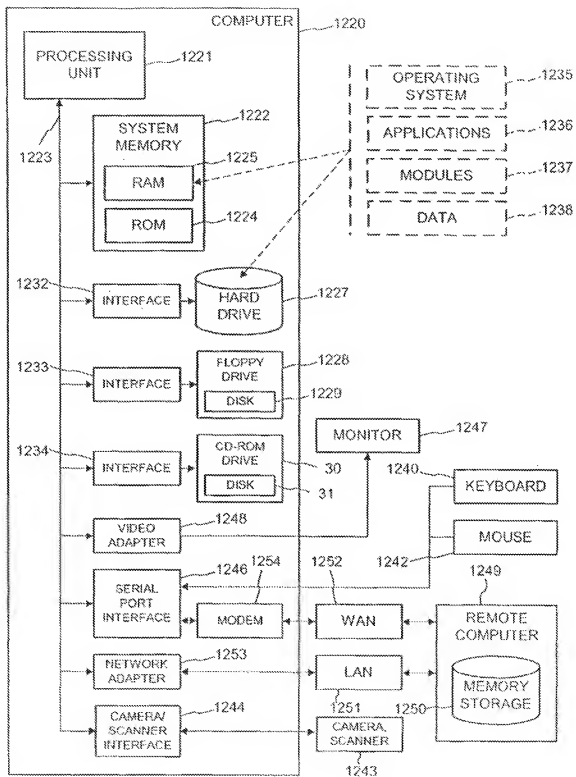 COMPUTER
1220
PROCESSING
UNIT
1221
1223
SYSTEM
MEMORY
1222
1225
RAM
1224
ROM
OPERATING
SYSTEM
1235
APPLICATIONS
1236
MODULES
1237
DATA
1238
1232
INTERFACE
HARD
DRIVE
1227
1233
INTERFACE
FLOPPY
DRIVE
1228
1229
DISK
1234
INTERFACE
CD-ROM
DRIVE
30
DISK
31
MONITOR
1247
1240
KEYBOARD
MOUSE
1242
VIDEO
ADAPTER
1248
SERIAL
PORT
INTERFACE
1246
1254
MODEM
1252
WAN
1249
REMOTE
COMPUTER
MEMORY
STORAGE
1250
NETWORK
ADAPTER
1253
LAN
1251
CAMERA/
SCANNER
INTERFACE
1244
CAMERA,
SCANNER
1243